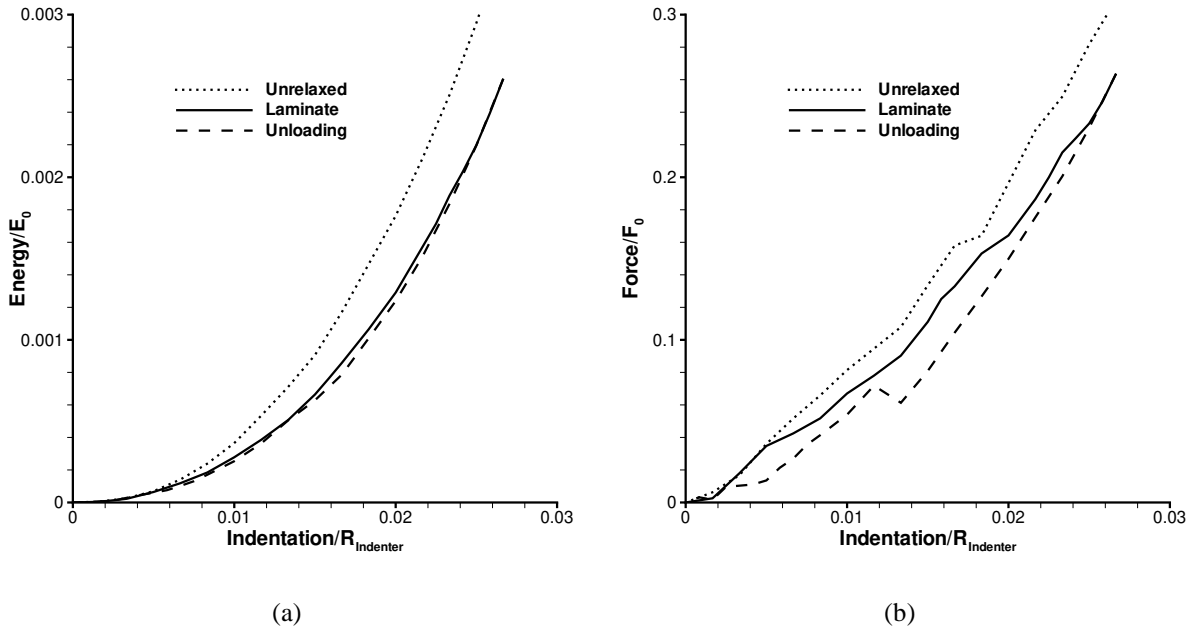 0.003
0.002
0.001
0
Energy/E0
Unrelaxed
Laminate
Unloading
0 0.01 0.02 0.03
Indentation/RIndenter
(a)
0.3
0.2
0.1
0
Force/F0
Unrelaxed
Laminate
Unloading
0 0.01 0.02 0.03
Indentation/RIndenter
(b)